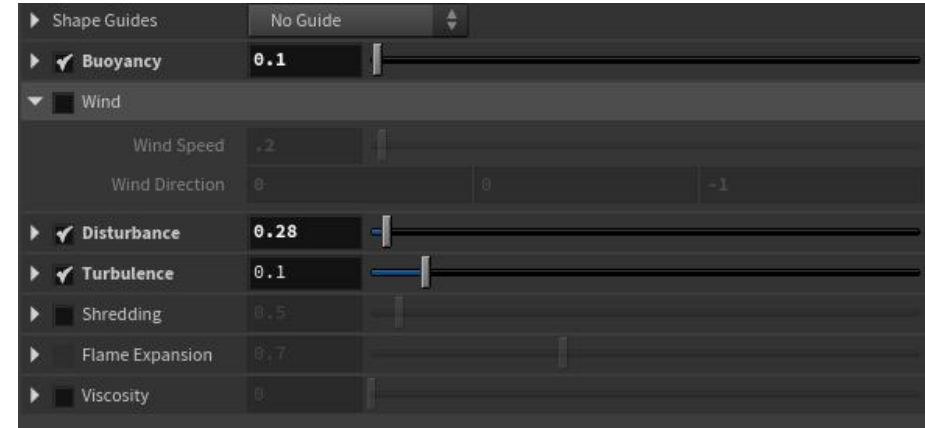 Shape Guides No Guide
Buoyancy 0.1
Wind
Wind Speed .2
Wind Direction 0 0 -1
Disturbance 0.28
Turbulence 0.1
Shredding 0.5
Flame Expansion 0.7
Viscosity 0